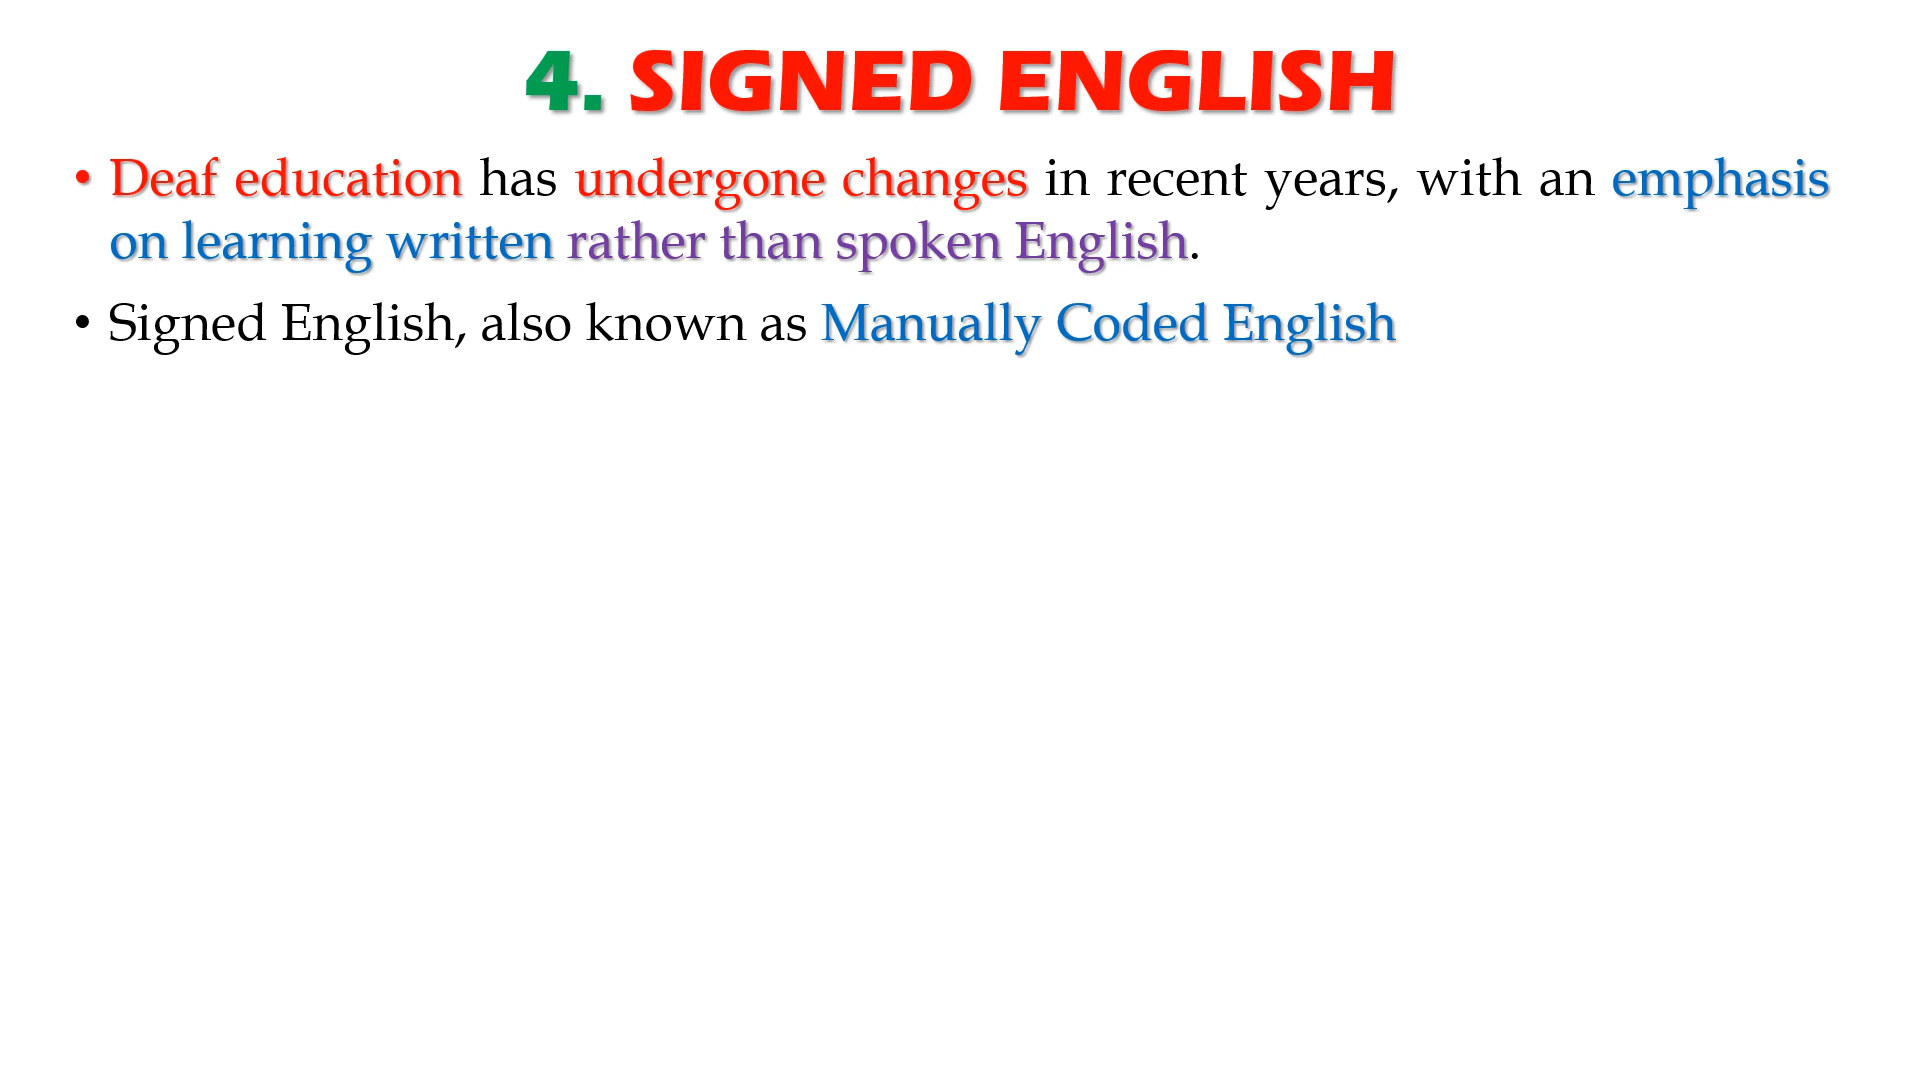 4. SIGNED ENGLISH
• Deaf education has undergone changes in recent years, with an emphasis
on learning written rather than spoken English.
• Signed English, also known as Manually Coded English